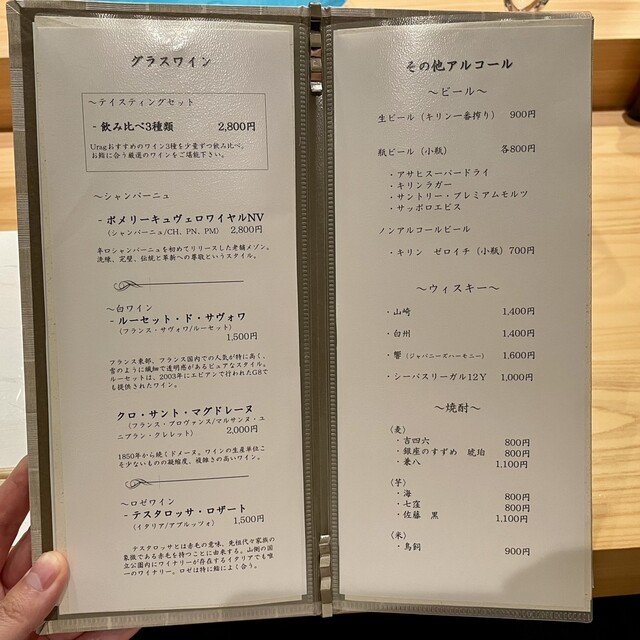 グラスワイン
～テイスティングセット
- 飲み比べ3種類 2,800円
Uragおすすめのワイン3種を少量ずつ飲み比べ。
お鮨に合う厳選のワインをご堪能下さい。
～シャンパーニュ
- ポメリーキュヴェロワイヤルNV
（シャンパーニュ/CH, PN, PM） 2,800円
辛口シャンパーニュを初めてリリースした老舗メゾン。
洗練、完璧、伝統と革新への尊敬というスタイル。
～白ワイン
- ルーセット・ド・サヴォワ
（フランス・サヴォワ/ルーセット）
1,500円
フランス東部、フランス国内での人気が特に高く、
雪のように繊細で透明感があるピュアなスタイル。
ルーセットは、2003年にエビアンで行われたG8で
も提供されたワイン。
クロ・サント・マグドレーヌ
（フランス・プロヴァンス/マルサンヌ・ユ
ニブラン・クレレット） 2,000円
1850年から続くドメーヌ。ワインの生産単位こ
そ少ないものの凝縮度、複雑さの高いワイン。
～ロゼワイン
- テスタロッサ・ロザート
（イタリア/アブルッツォ） 1,500円
テスタロッサとは赤毛の意味、先祖代々家族の
象徴である赤毛を持つことに由来する。山側の国
立公園内にワイナリーが存在するイタリアでも唯
一のワイナリー。ロゼは特に鮨によく合う。
その他アルコール
～ビール～
生ビール（キリン一番搾り） 900円
瓶ビール（小瓶） 各800円
・アサヒスーパードライ
・キリンラガー
・サントリー・プレミアムモルツ
・サッポロエビス
ノンアルコールビール
・キリン ゼロイチ（小瓶）700円
～ウィスキー～
・山崎 1,400円
・白州 1,400円
・響（ジャパニーズハーモニー） 1,600円
・シーバスリーガル12Y 1,000円
～焼酎～
（麦）
・吉四六 800円
・銀座のすずめ 琥珀 800円
・兼八 1,100円
（芋）
・海 800円
・七窪 800円
・佐藤 黒 1,100円
（米）
・鳥飼 900円